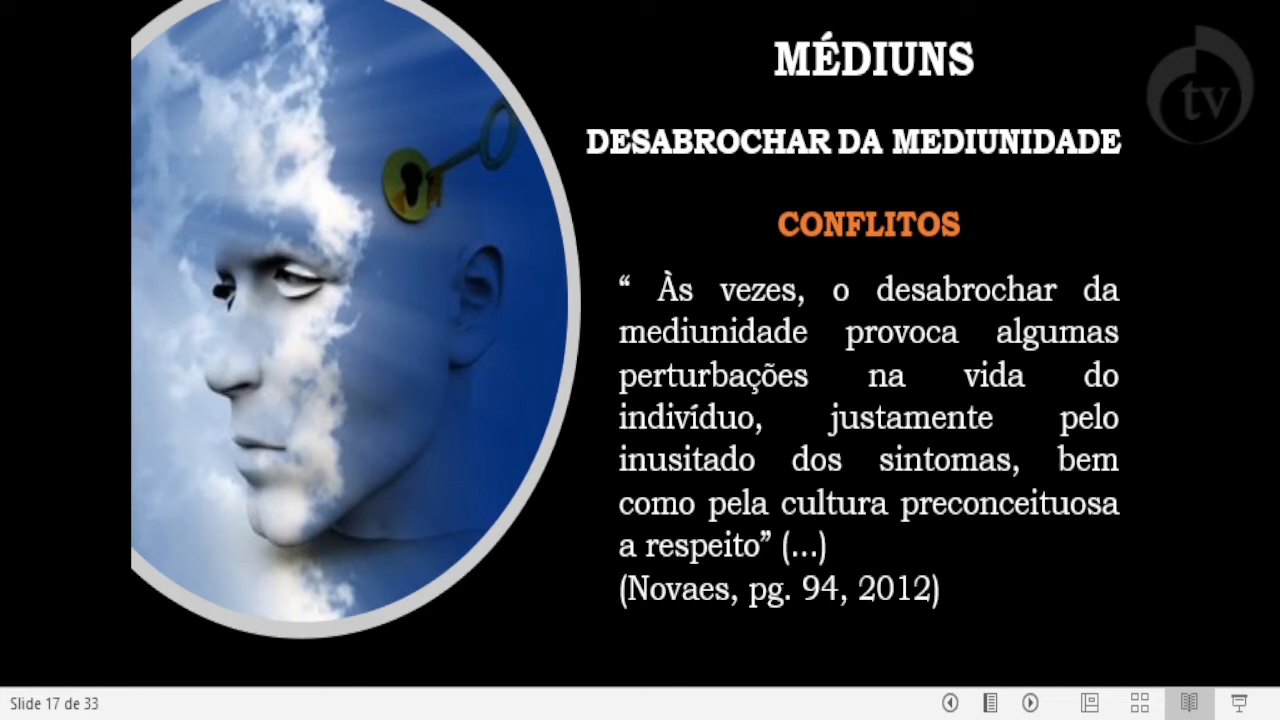 MÉDIUNS
tv
DESABROCHAR DA MEDIUNIDADE
CONFLITOS
“ Às vezes, o desabrochar da
mediunidade provoca algumas
perturbações na vida do
indivíduo, justamente pelo
inusitado dos sintomas, bem
como pela cultura preconceituosa
a respeito” (...)
(Novaes, pg. 94, 2012)
Slide 17 de 33